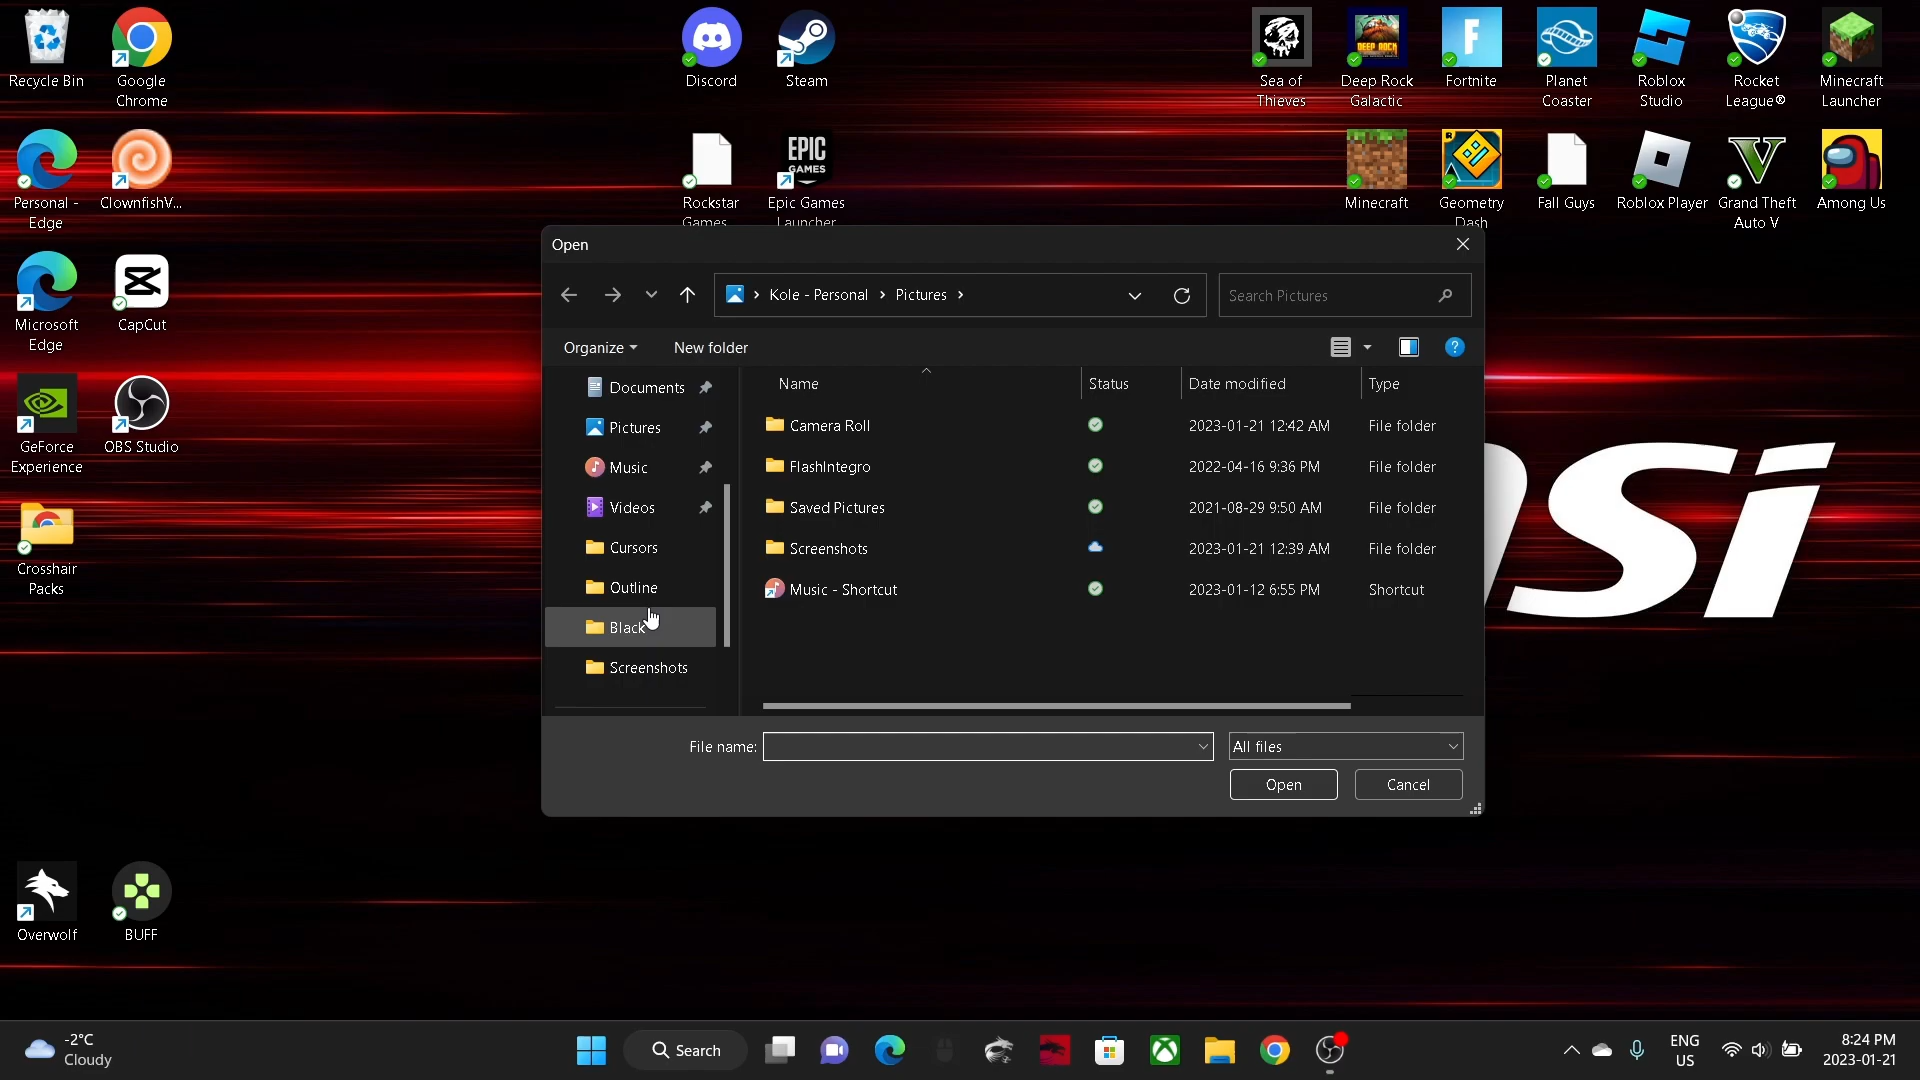 Recycle Bin
Google
Chrome
Discord
Steam
Sea of
Thieves
DEEP ROCK
Deep Rock
Galactic
Fortnite
Planet
Coaster
Roblox
Studio
Rocket
League®
Minecraft
Launcher
Personal -
Edge
ClownfishV...
Rockstar
Games
EPIC
GAMES
Epic Games
Launcher
Minecraft
Geometry
Dash
Fall Guys
Roblox Player
Grand Theft
Auto V
Among Us
Microsoft
Edge
CapCut
GeForce
Experience
OBS Studio
Crosshair
Packs
Overwolf
BUFF
Open
Kole - Personal > Pictures >
Search Pictures
Organize
New folder
Documents
Pictures
Music
Videos
Cursors
Outline
Black
Screenshots
Name Status Date modified Type
Camera Roll 2023-01-21 12:42 AM File folder
FlashIntegro 2022-04-16 9:36 PM File folder
Saved Pictures 2021-08-29 9:50 AM File folder
Screenshots 2023-01-21 12:39 AM File folder
Music - Shortcut 2023-01-12 6:55 PM Shortcut
File name:
All files
Open
Cancel
-2°C
Cloudy
Search
ENG
US
8:24 PM
2023-01-21